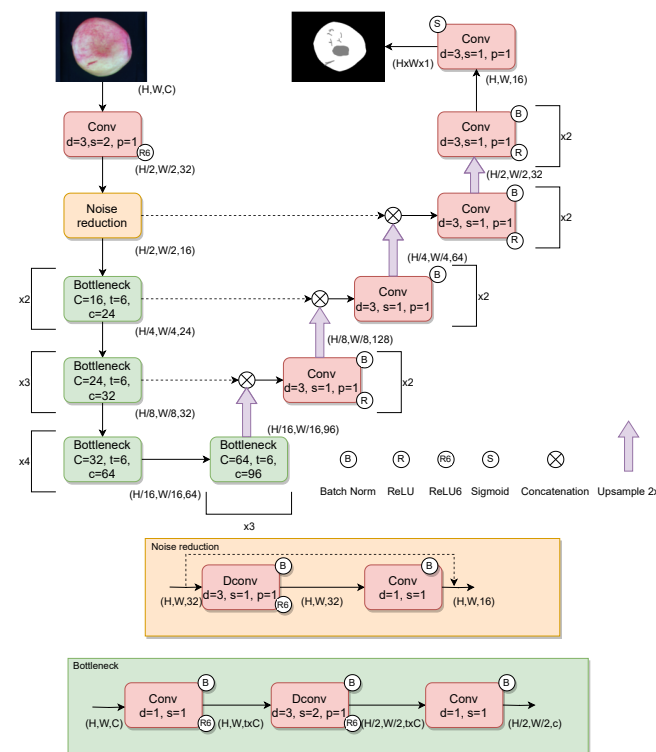 (H,W,C)
Conv
d=3,s=2, p=1
R6
(H/2,W/2,32)
Noise
reduction
(H/2,W/2,16)
x2
Bottleneck
C=16, t=6,
c=24
(H/4,W/4,24)
x3
Bottleneck
C=24, t=6,
c=32
(H/8,W/8,32)
x4
Bottleneck
C=32, t=6,
c=64
(H/16,W/16,64)
Bottleneck
C=64, t=6,
c=96
x3
(H/16,W/16,96)
Conv
d=3, s=1, p=1
B
R
x2
(H/8,W/8,128)
Conv
d=3, s=1, p=1
B
x2
(H/4,W/4,64)
Conv
d=3, s=1, p=1
B
R
x2
(H/2,W/2,32
Conv
d=3,s=1, p=1
B
R
x2
(H,W,16)
S
Conv
d=3,s=1, p=1
(HxWx1)
B
R
R6
S
Batch Norm
ReLU
ReLU6
Sigmoid
Concatenation
Upsample 2x
Noise reduction
(H,W,32)
Dconv
d=3, s=1, p=1
B
R6
(H,W,32)
Conv
d=1, s=1
B
(H,W,16)
Bottleneck
(H,W,C)
Conv
d=1, s=1
B
R6
(H,W,txC)
Dconv
d=3, s=2, p=1
B
R6
(H/2,W/2,txC)
Conv
d=1, s=1
B
(H/2,W/2,c)